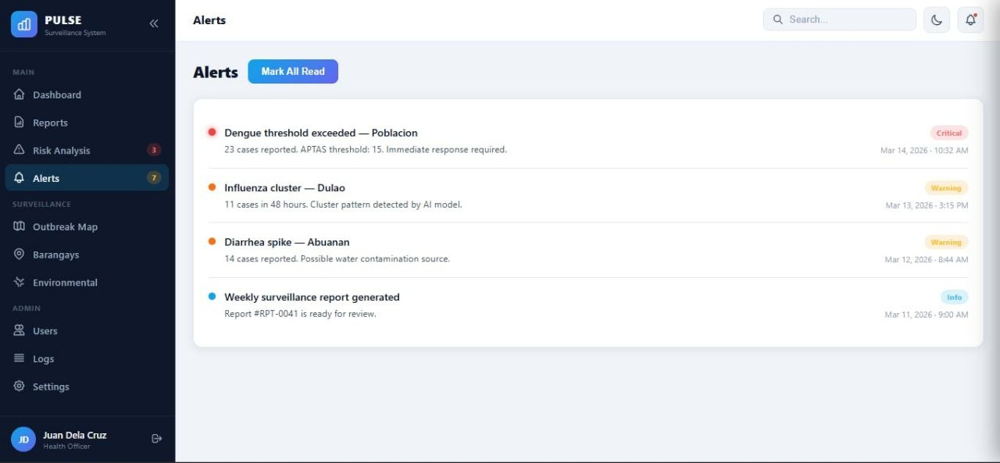 PULSE
Surveillance System
MAIN
Dashboard
Reports
Risk Analysis 3
Alerts 7
SURVEILLANCE
Outbreak Map
Barangays
Environmental
ADMIN
Users
Logs
Settings
JD
Juan Dela Cruz
Health Officer
Alerts
Search...
Alerts
Mark All Read
Dengue threshold exceeded — Poblacion
Critical
23 cases reported. APTAS threshold: 15. Immediate response required.
Mar 14, 2026 · 10:32 AM
Influenza cluster — Dulao
Warning
11 cases in 48 hours. Cluster pattern detected by AI model.
Mar 13, 2026 · 3:15 PM
Diarrhea spike — Abuanan
Warning
14 cases reported. Possible water contamination source.
Mar 12, 2026 · 8:44 AM
Weekly surveillance report generated
Info
Report #RPT-0041 is ready for review.
Mar 11, 2026 · 9:00 AM